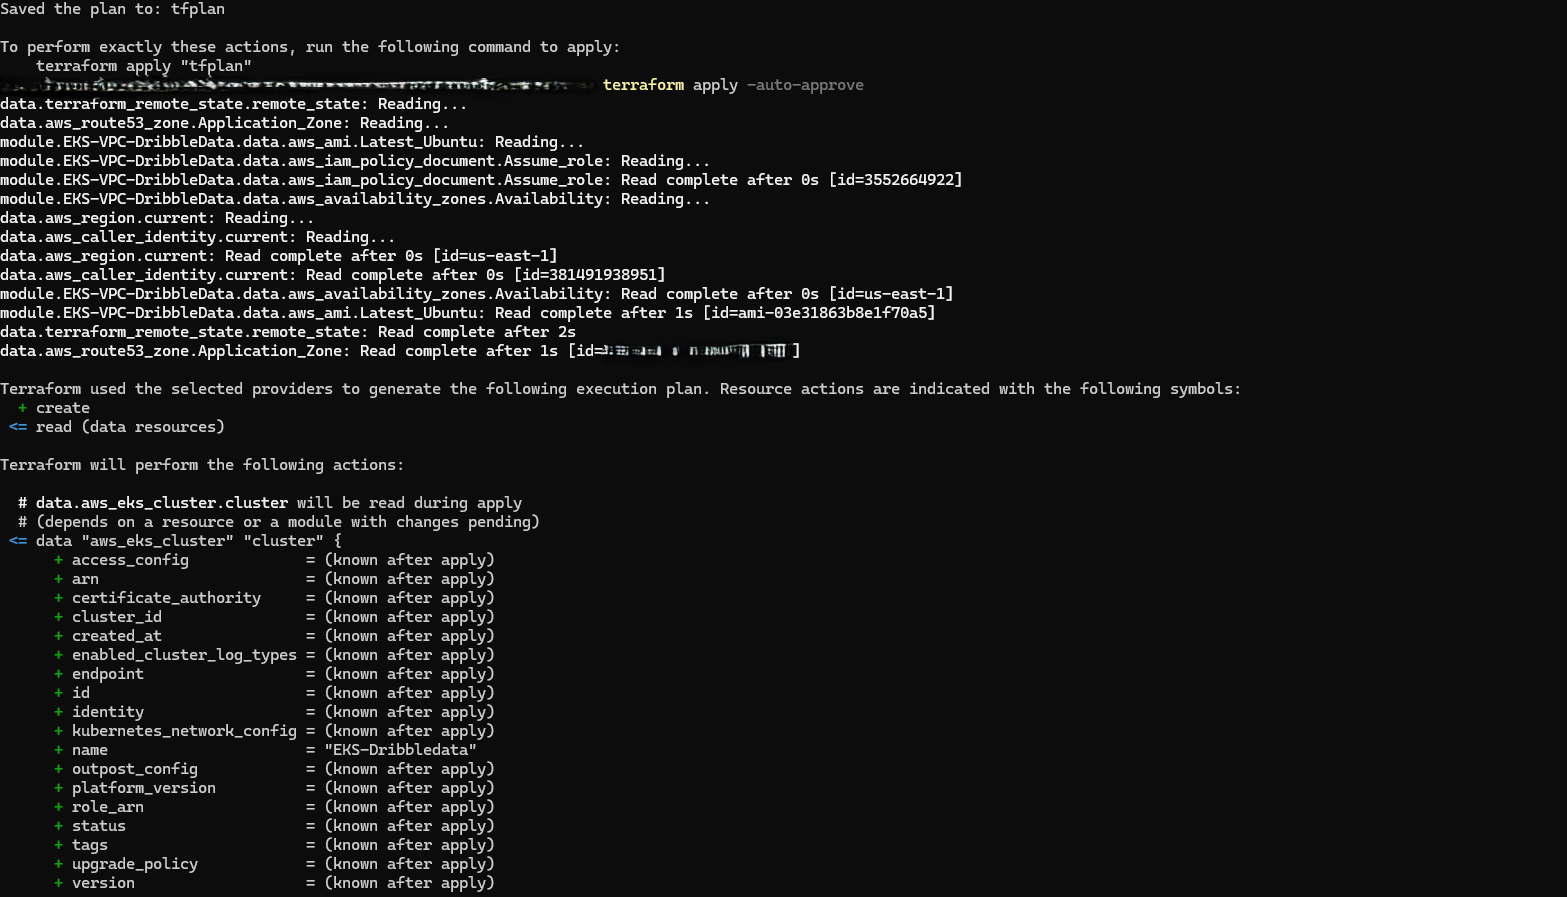 Saved the plan to: tfplan
To perform exactly these actions, run the following command to apply:
terraform apply "tfplan"
terraform apply -auto-approve
data.terraform_remote_state.remote_state: Reading...
data.aws_route53_zone.Application_Zone: Reading...
module.EKS-VPC-DribbleData.data.aws_ami.Latest_Ubuntu: Reading...
module.EKS-VPC-DribbleData.data.aws_iam_policy_document.Assume_role: Reading...
module.EKS-VPC-DribbleData.data.aws_iam_policy_document.Assume_role: Read complete after 0s [id=3552664922]
module.EKS-VPC-DribbleData.data.aws_availability_zones.Availability: Reading...
data.aws_region.current: Reading...
data.aws_caller_identity.current: Reading...
data.aws_region.current: Read complete after 0s [id=us-east-1]
data.aws_caller_identity.current: Read complete after 0s [id=381491938951]
module.EKS-VPC-DribbleData.data.aws_availability_zones.Availability: Read complete after 0s [id=us-east-1]
module.EKS-VPC-DribbleData.data.aws_ami.Latest_Ubuntu: Read complete after 1s [id=ami-03e31863b8e1f70a5]
data.terraform_remote_state.remote_state: Read complete after 2s
data.aws_route53_zone.Application_Zone: Read complete after 1s [id= ]
Terraform used the selected providers to generate the following execution plan. Resource actions are indicated with the following symbols:
+ create
<= read (data resources)
Terraform will perform the following actions:
# data.aws_eks_cluster.cluster will be read during apply
# (depends on a resource or a module with changes pending)
<= data "aws_eks_cluster" "cluster" {
+ access_config = (known after apply)
+ arn = (known after apply)
+ certificate_authority = (known after apply)
+ cluster_id = (known after apply)
+ created_at = (known after apply)
+ enabled_cluster_log_types = (known after apply)
+ endpoint = (known after apply)
+ id = (known after apply)
+ identity = (known after apply)
+ kubernetes_network_config = (known after apply)
+ name = "EKS-Dribbledata"
+ outpost_config = (known after apply)
+ platform_version = (known after apply)
+ role_arn = (known after apply)
+ status = (known after apply)
+ tags = (known after apply)
+ upgrade_policy = (known after apply)
+ version = (known after apply)